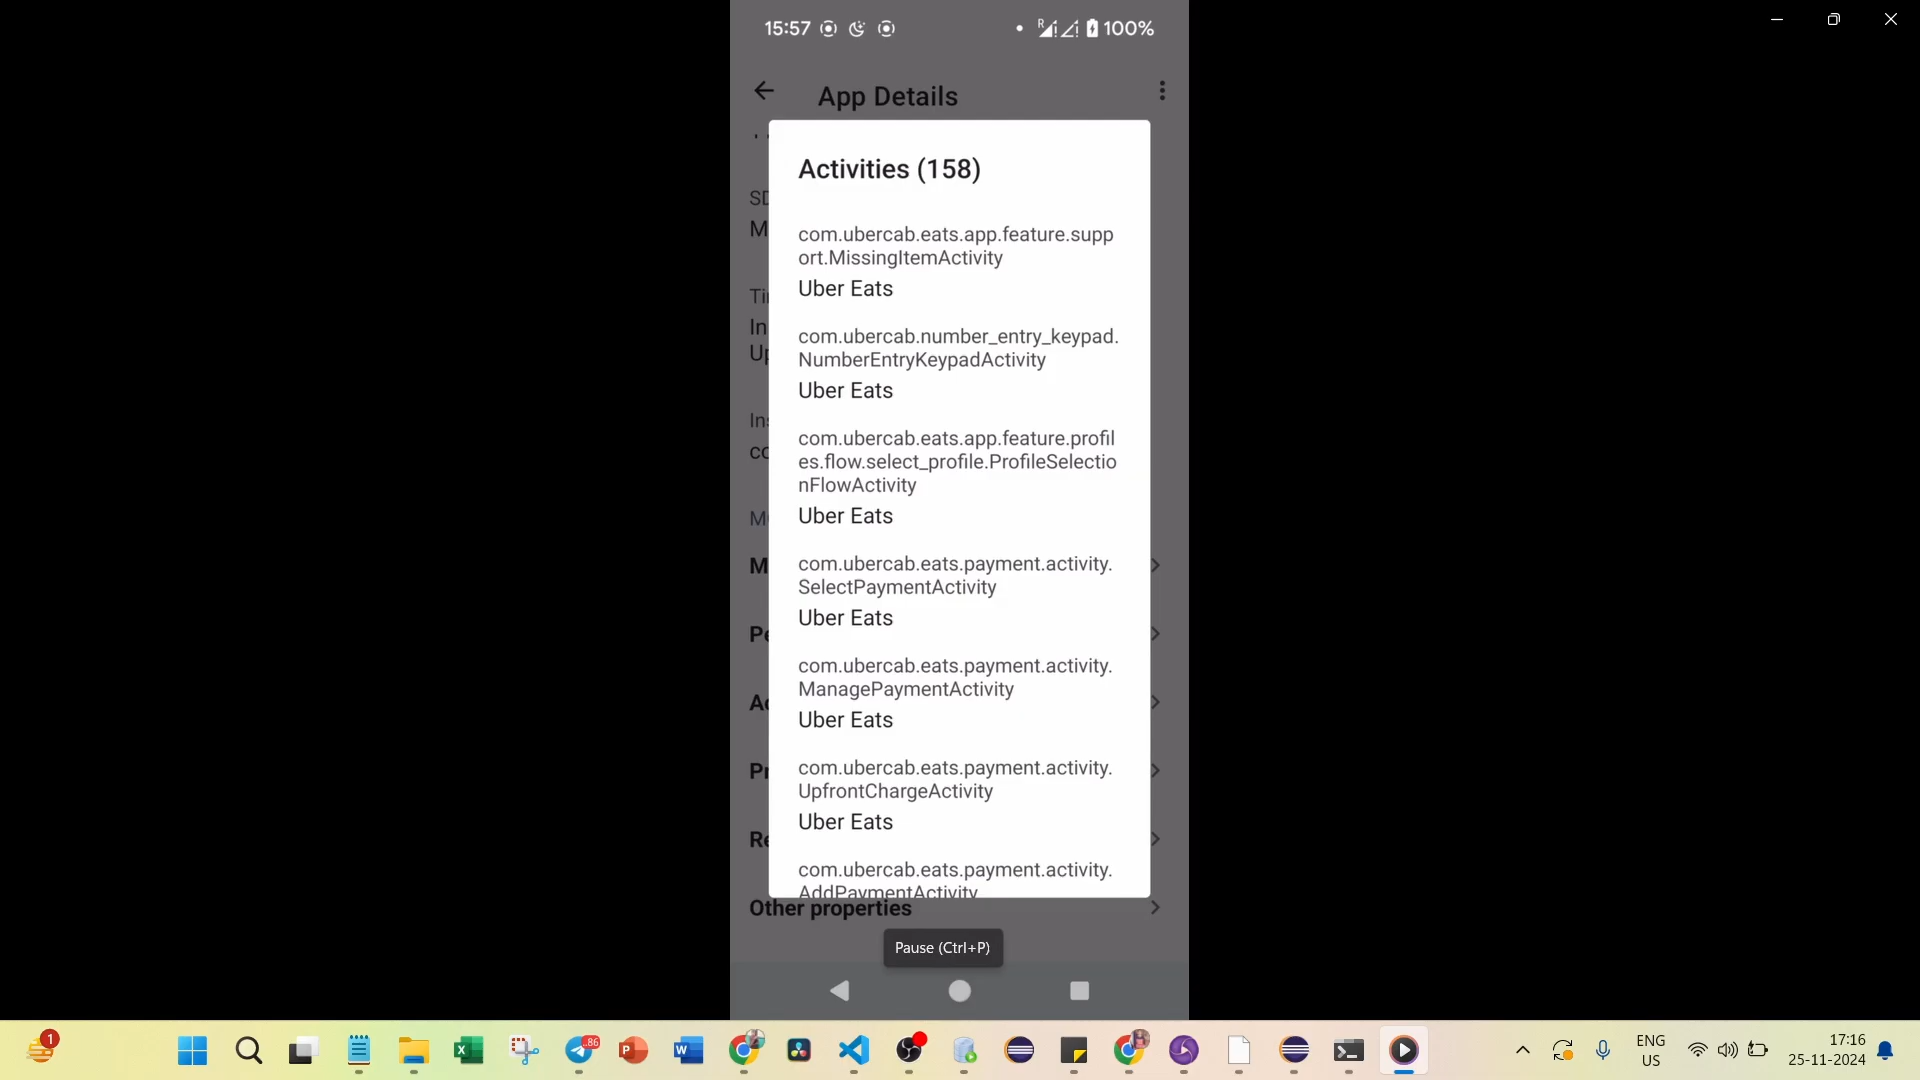 15:57
R
100%
App Details
Activities (158)
com.ubercab.eats.app.feature.supp
ort.MissingItemActivity
Uber Eats
com.ubercab.number_entry_keypad.
NumberEntryKeypadActivity
Uber Eats
com.ubercab.eats.app.feature.profil
es.flow.select_profile.ProfileSelectio
nFlowActivity
Uber Eats
com.ubercab.eats.payment.activity.
SelectPaymentActivity
Uber Eats
com.ubercab.eats.payment.activity.
ManagePaymentActivity
Uber Eats
com.ubercab.eats.payment.activity.
UpfrontChargeActivity
Uber Eats
com.ubercab.eats.payment.activity.
AddPaymentActivity
Other properties
Pause (Ctrl+P)
1
86
ENG
US
17:16
25-11-2024